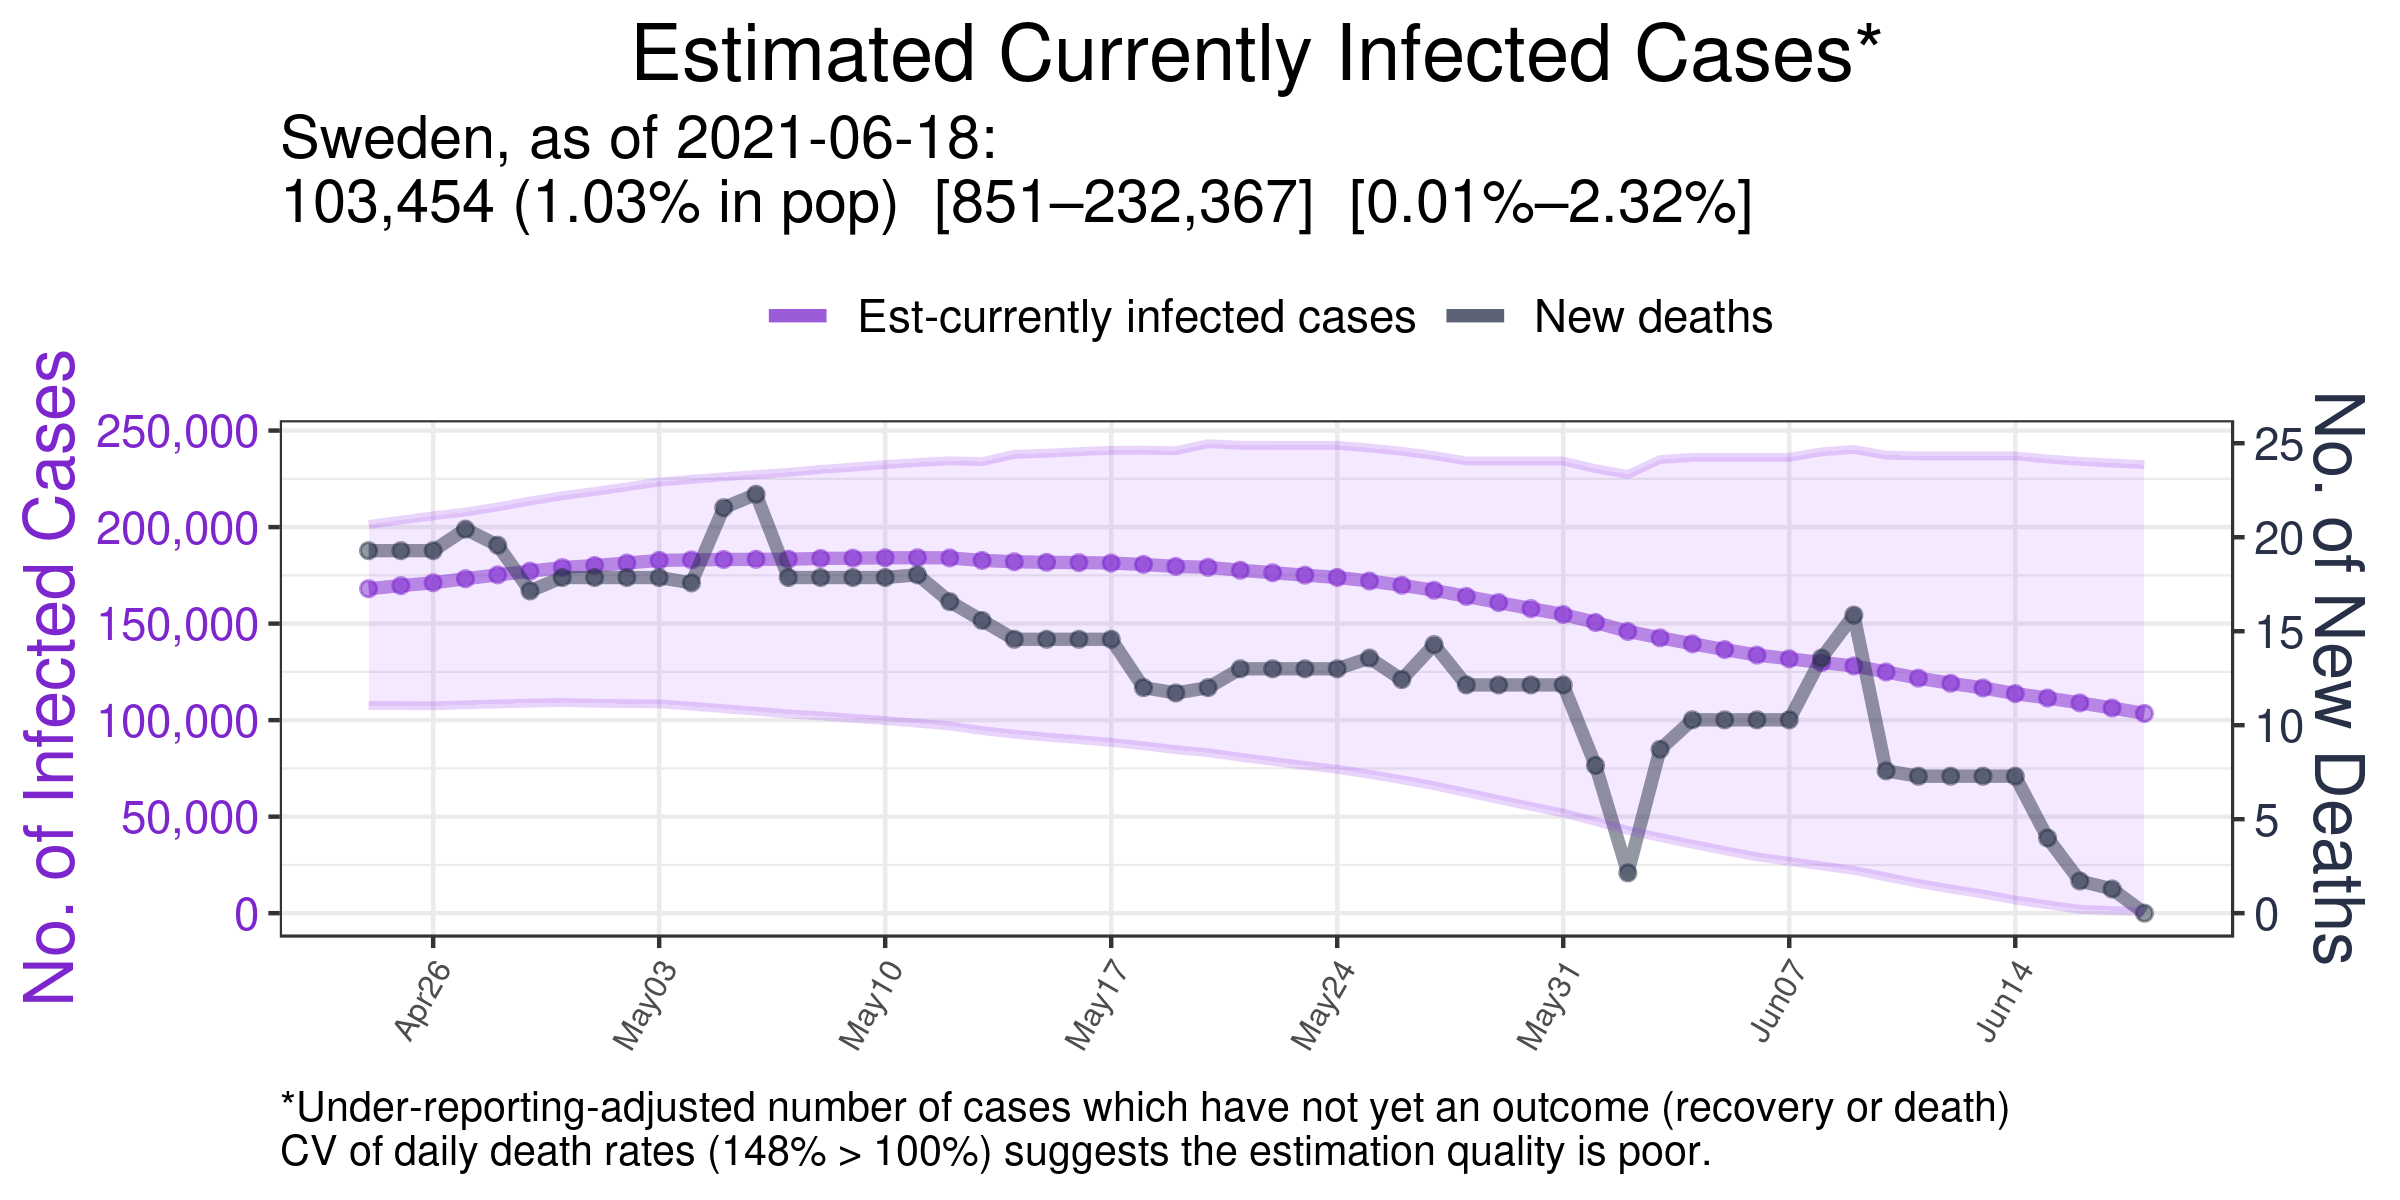 Estimated Currently Infected Cases*
Sweden, as of 2021-06-18:
103,454 (1.03% in pop)  [851–232,367]  [0.01%–2.32%]
Est-currently infected cases
New deaths
No. of Infected Cases
250,000
200,000
150,000
100,000
50,000
0
25
20
15
10
5
0
No. of New Deaths
Apr26
May03
May10
May17
May24
May31
Jun07
Jun14
*Under-reporting-adjusted number of cases which have not yet an outcome (recovery or death)
CV of daily death rates (148% > 100%) suggests the estimation quality is poor.